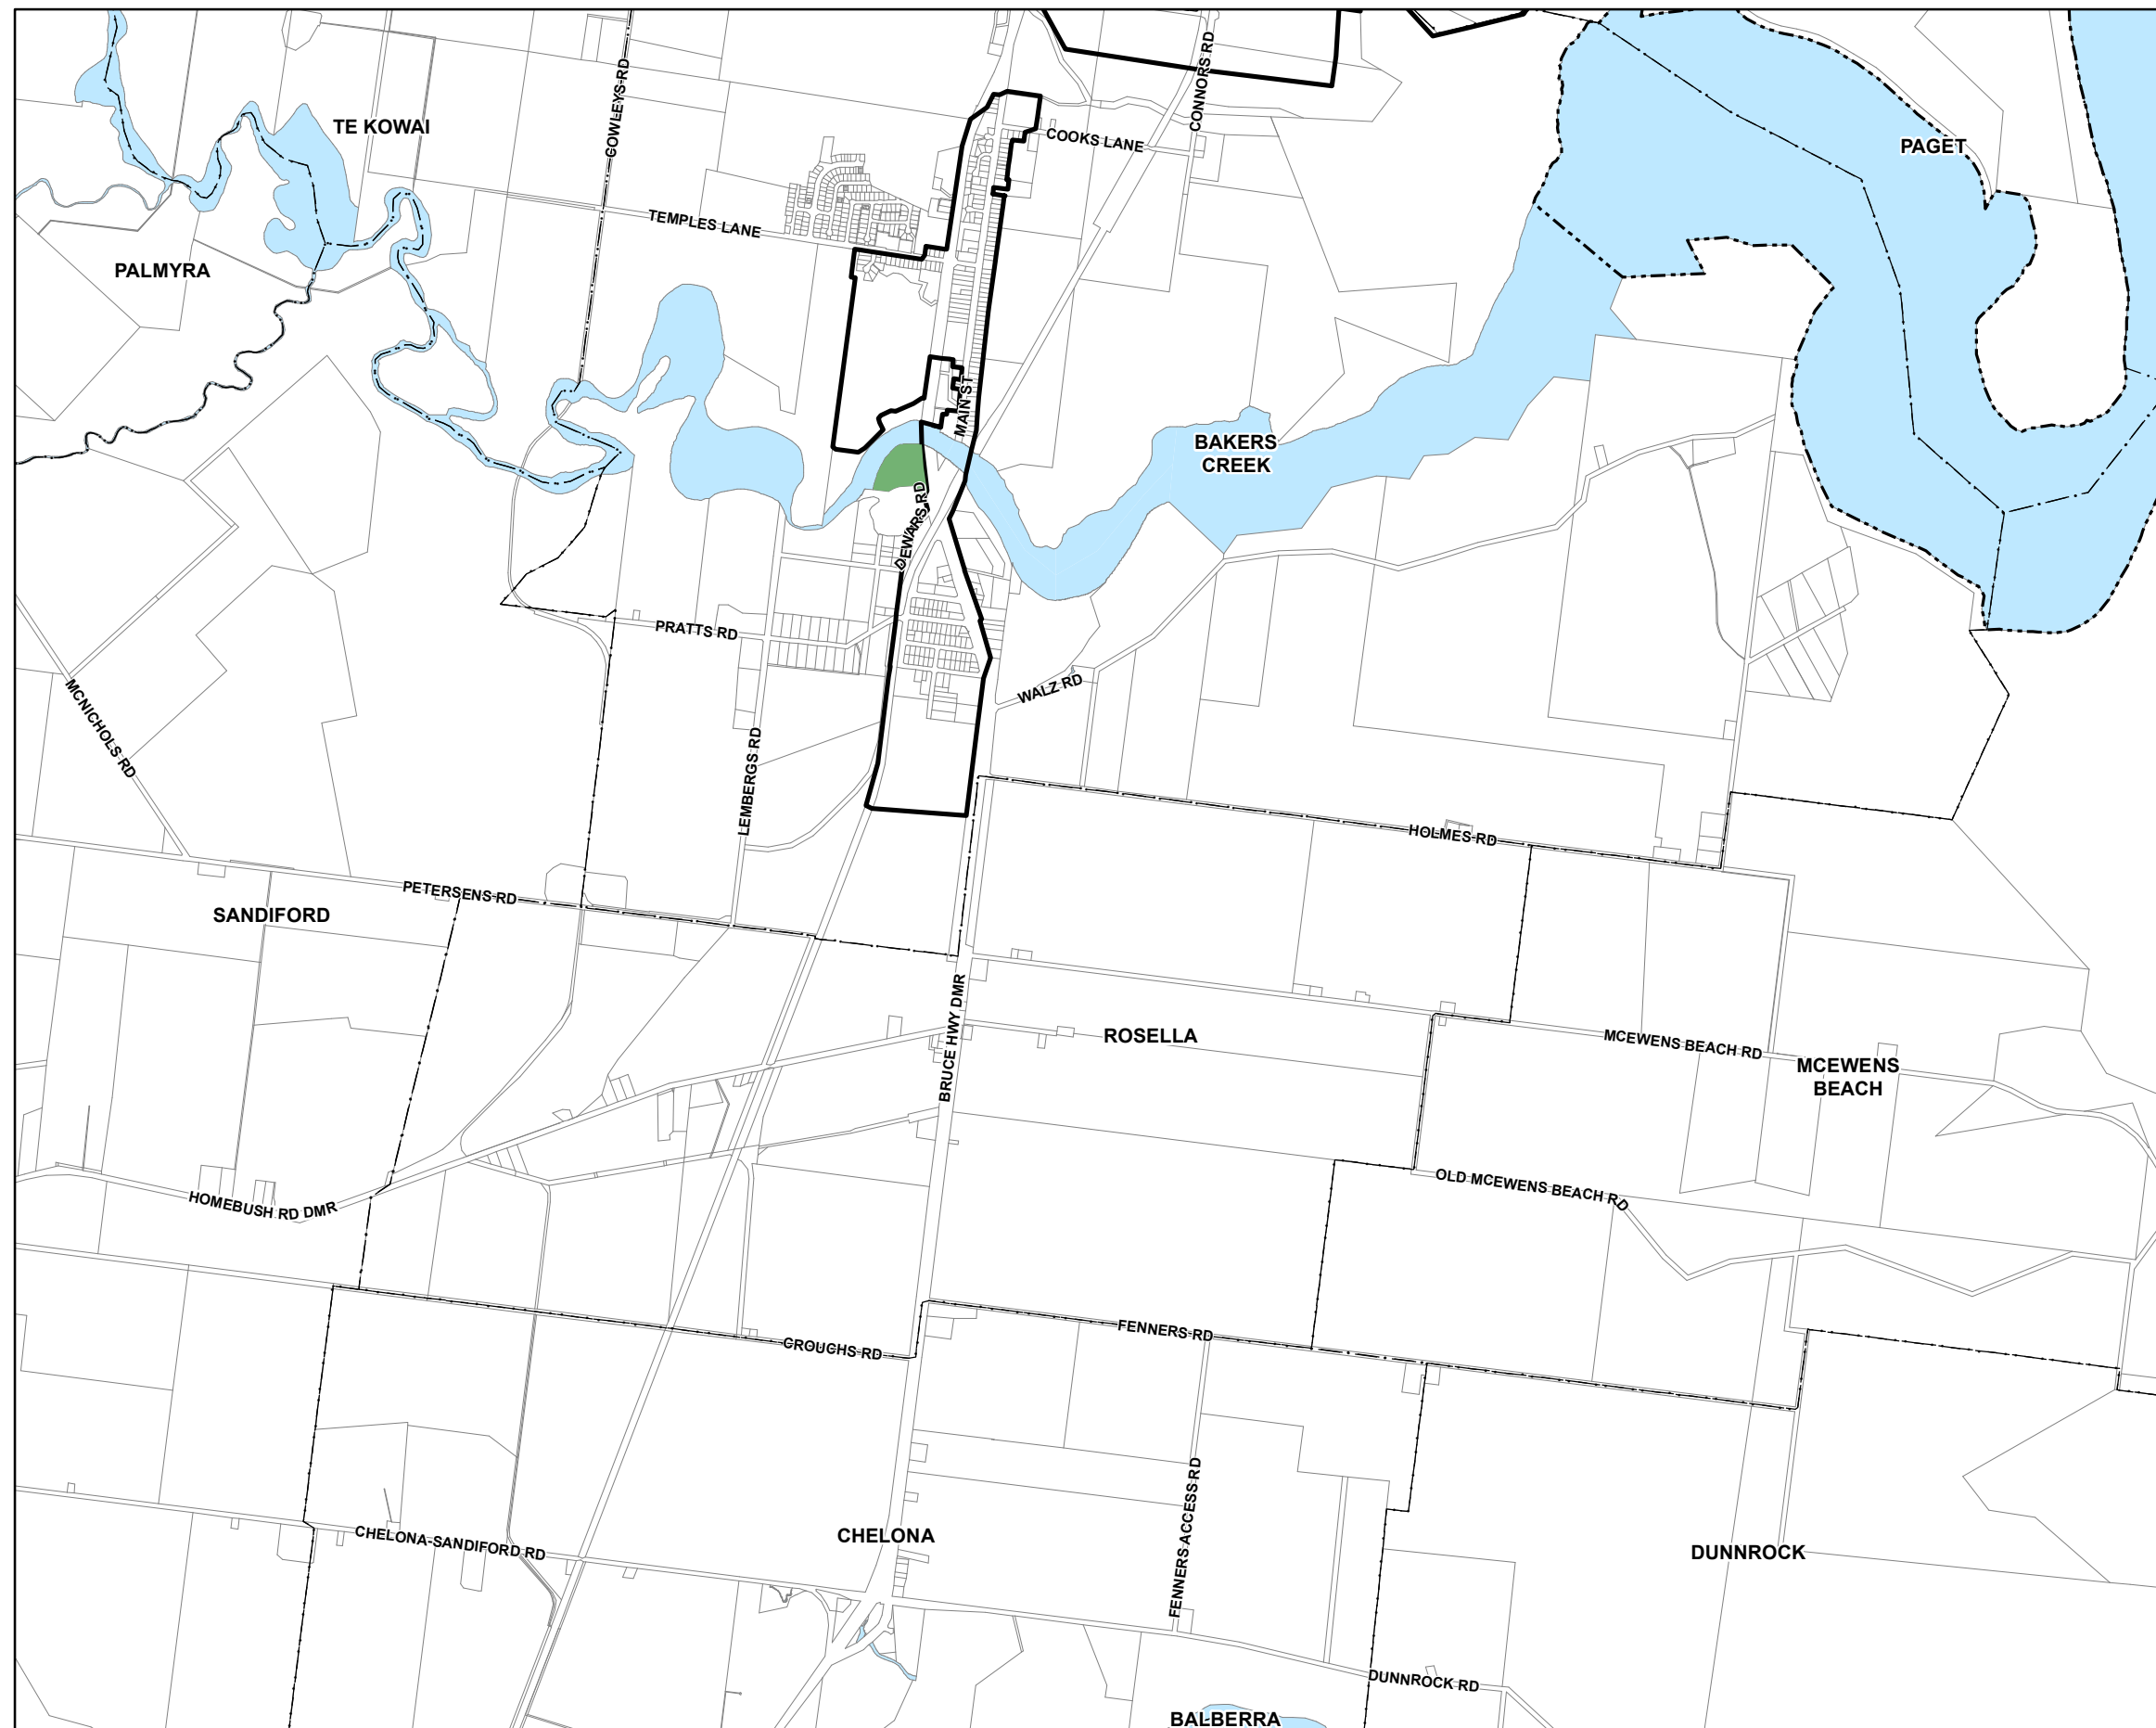 CONNORS RD
COWLEYS RD
TE KOWAI
COOKS LANE
PAGET
TEMPLES LANE
PALMYRA
MAIN ST
BAKERS
CREEK
DEWARS RD
PRATTS RD
WALZ RD
MCNICHOLS RD
LEMBERGS RD
HOLMES RD
PETERSENS RD
SANDIFORD
BRUCE HWY DMR
ROSELLA
MCEWENS BEACH RD
MCEWENS
BEACH
OLD MCEWENS BEACH RD
HOMEBUSH RD DMR
FENNERS RD
CROUGHS RD
FENNERS ACCESS RD
CHELONA
CHELONA-SANDIFORD RD
DUNNROCK
DUNNROCK RD
BALBERRA